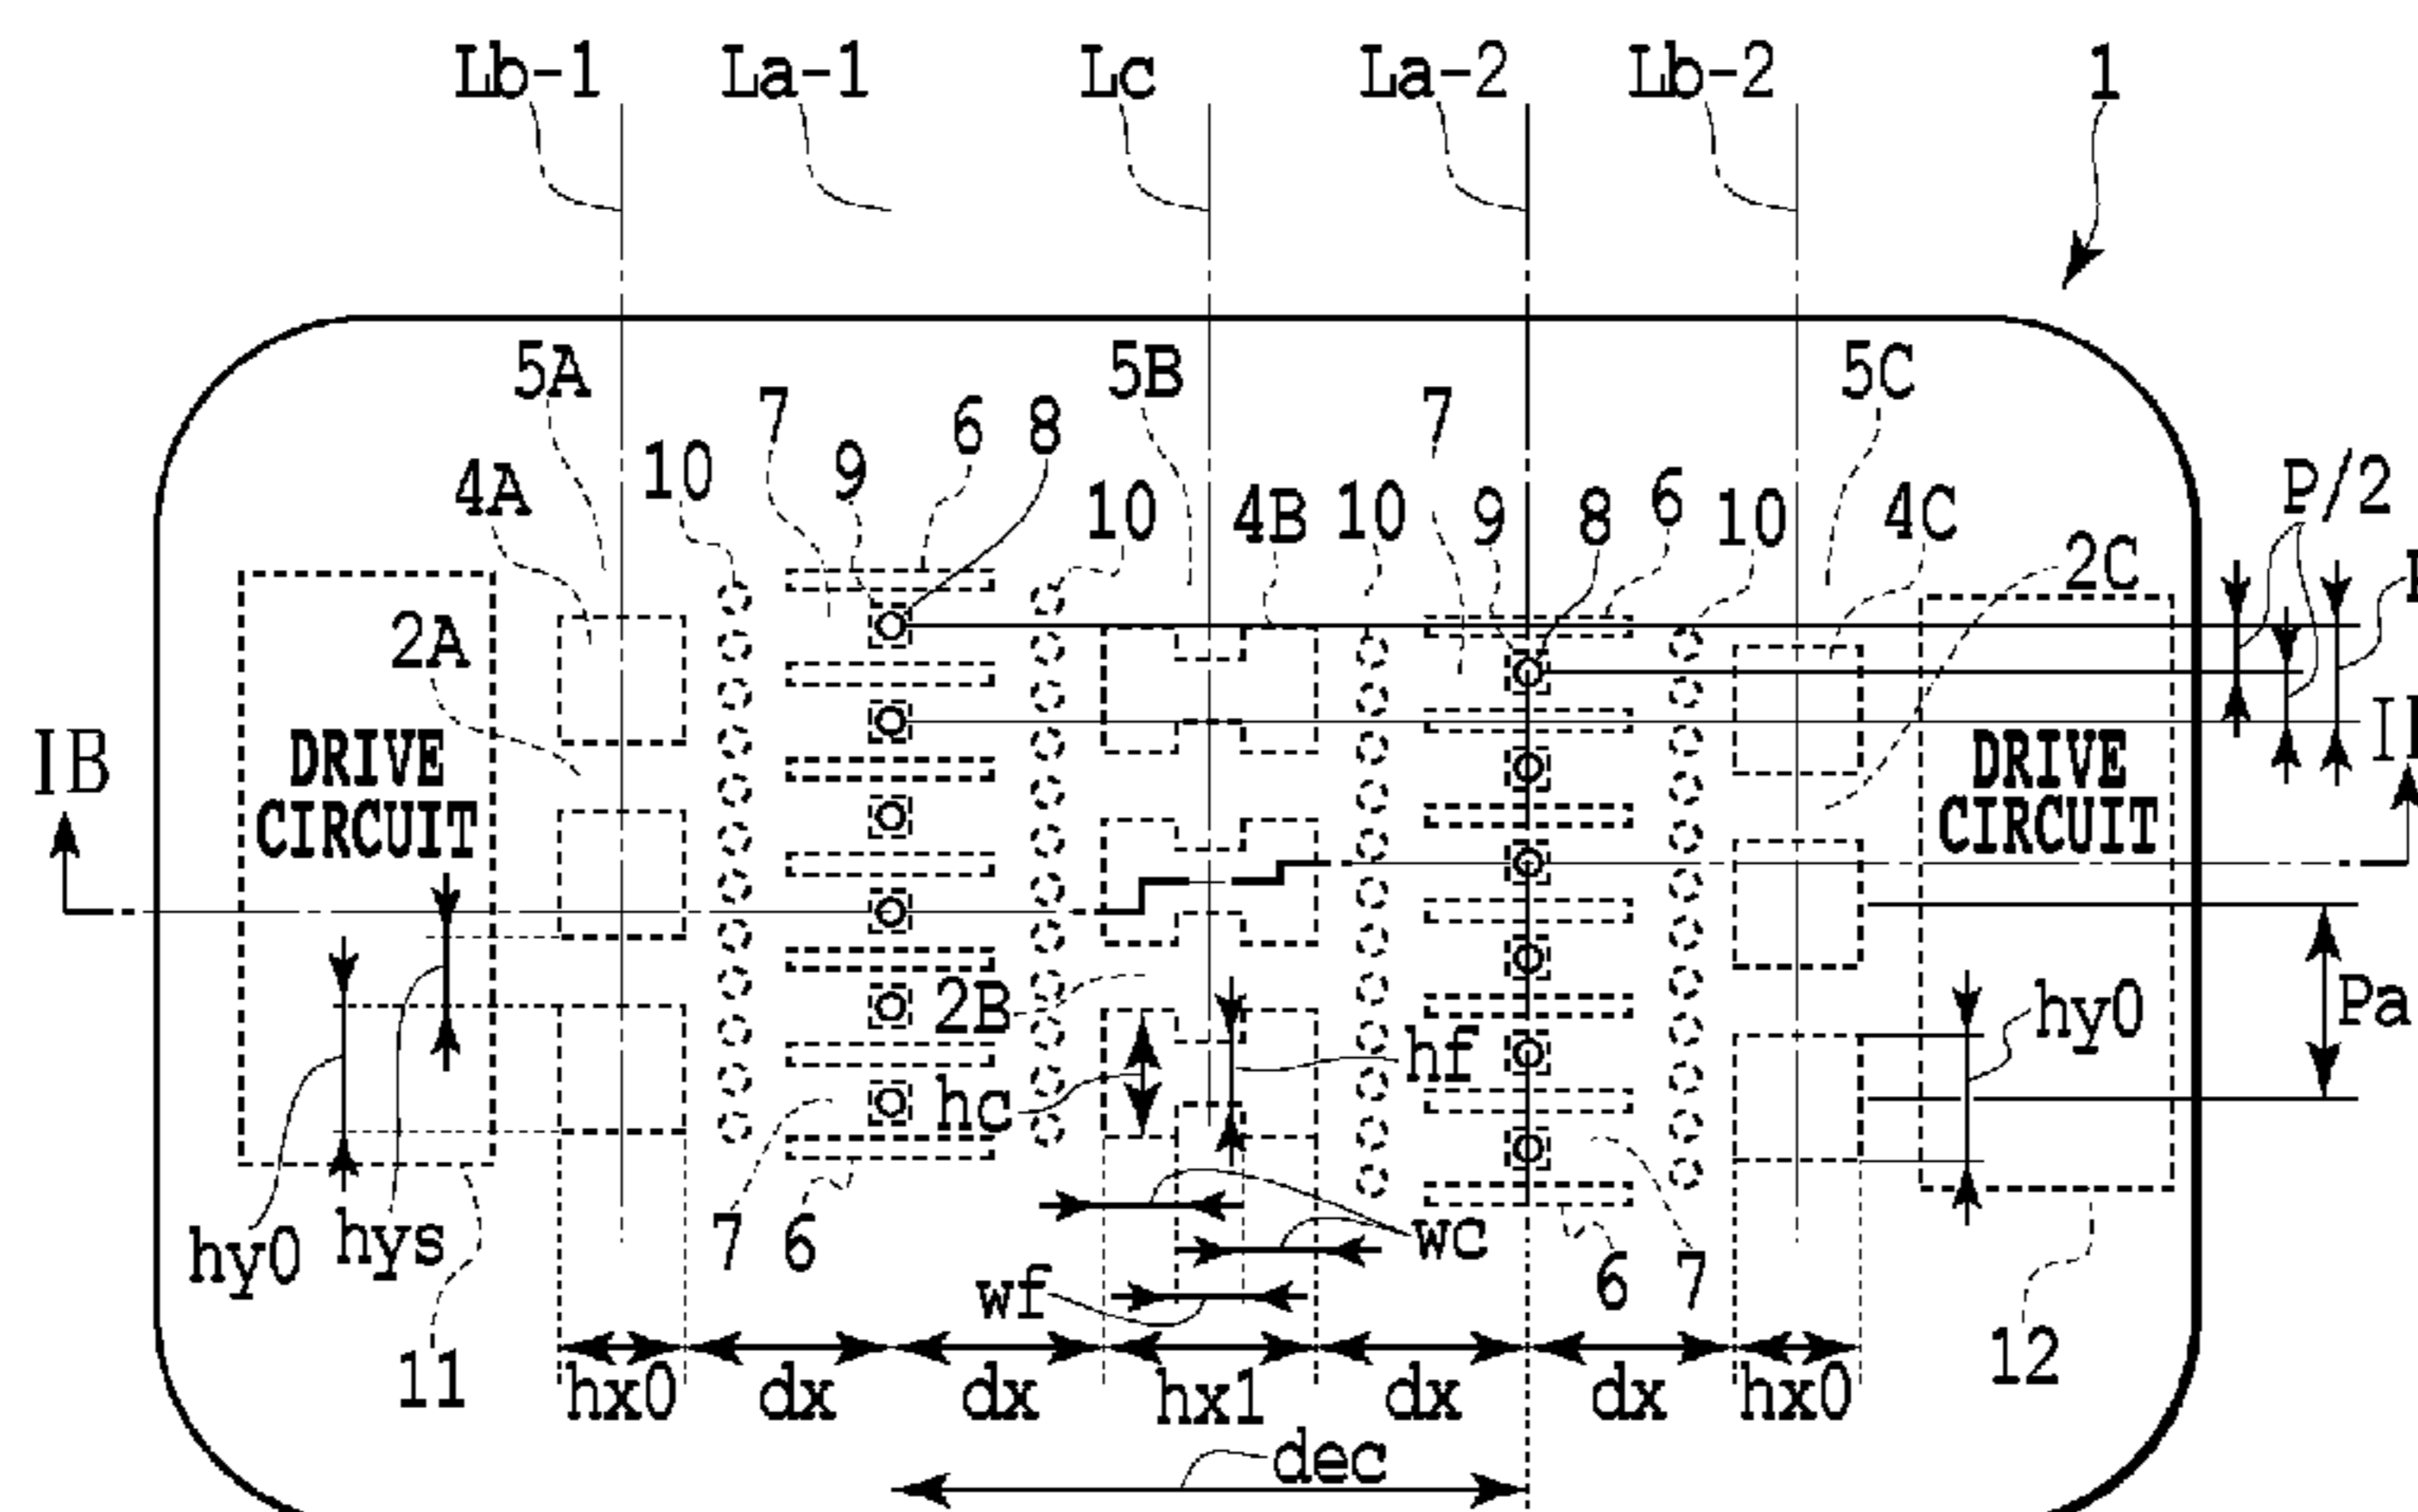 Lb-1 La-1 Lc La-2 Lb-2 1
5A 5B 5C
7 9 6 8 7
4A 10 10 4B 10 9 8 6 10 4C P/2
2A 2C
IB
DRIVE
CIRCUIT
DRIVE
CIRCUIT
2B hf hy0 Pa
hc
hy0 hys 7 6 wc 6 7
wf
11 12
hx0 dx dx hx1 dx dx hx0
dec